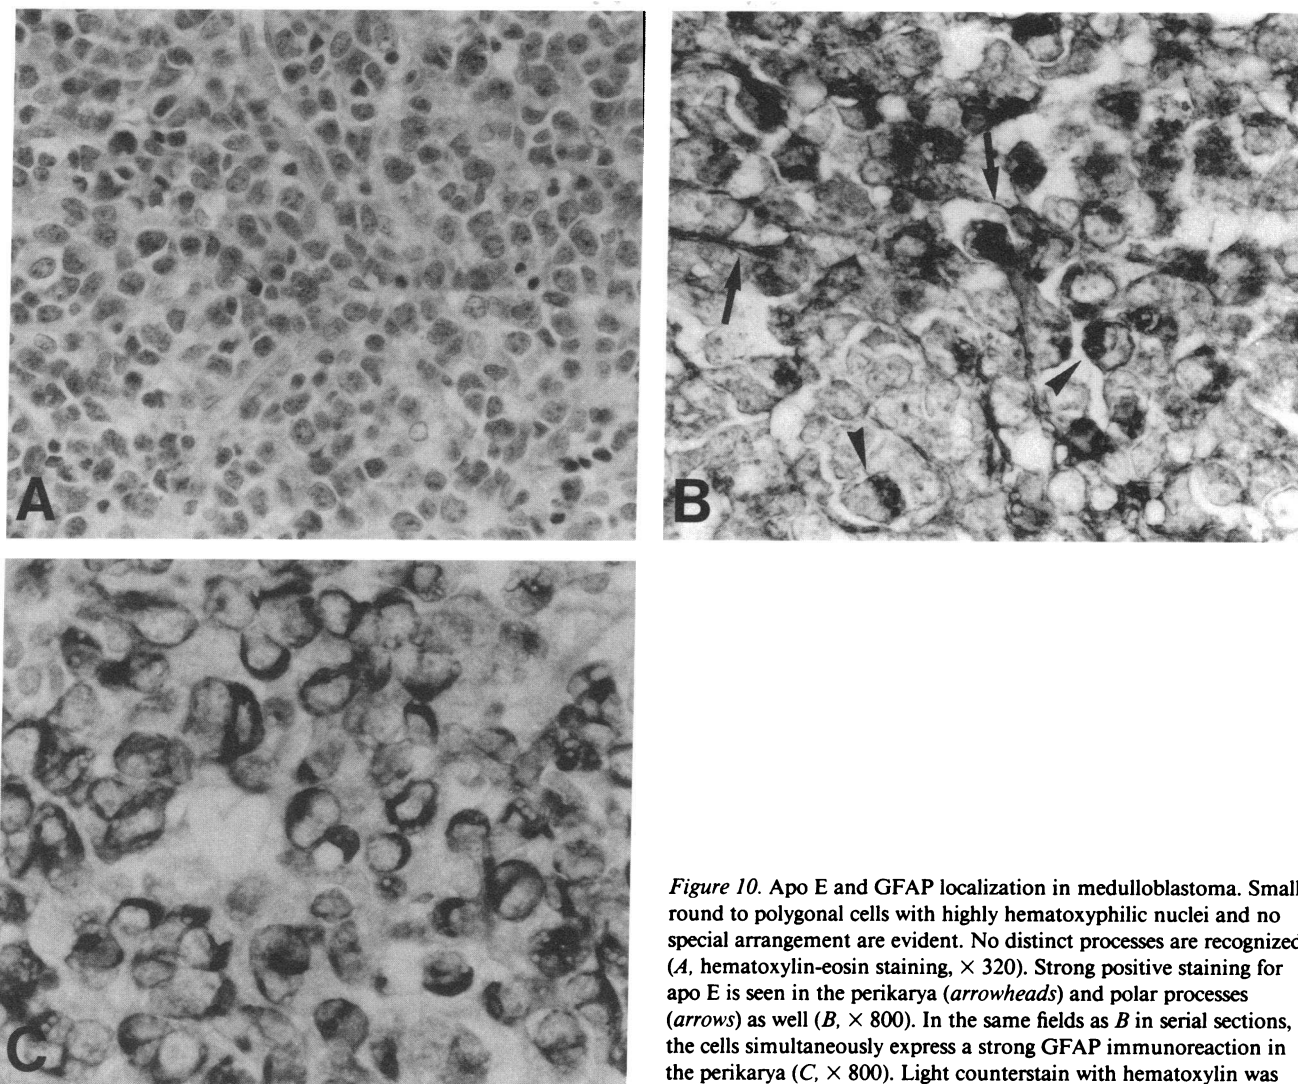 A
B
C
Figure 10. Apo E and GFAP localization in medulloblastoma. Small
round to polygonal cells with highly hematoxyphilic nuclei and no
special arrangement are evident. No distinct processes are recognized
(A, hematoxylin-eosin staining, × 320). Strong positive staining for
apo E is seen in the perikarya (arrowheads) and polar processes
(arrows) as well (B, × 800). In the same fields as B in serial sections,
the cells simultaneously express a strong GFAP immunoreaction in
the perikarya (C, × 800). Light counterstain with hematoxylin was